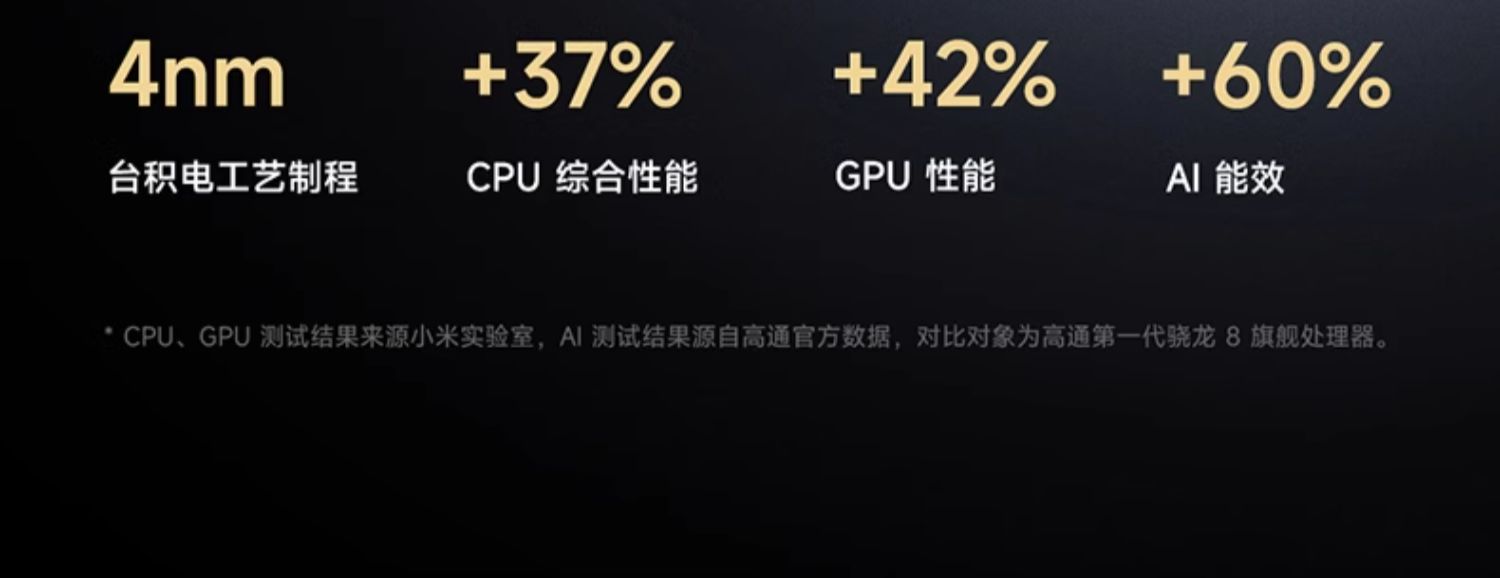 4nm +37% +42% +60%
台积电工艺制程 CPU 综合性能 GPU 性能 AI 能效
* CPU、GPU 测试结果来源小米实验室，AI 测试结果源自高通官方数据，对比对象为高通第一代骁龙 8 旗舰处理器。